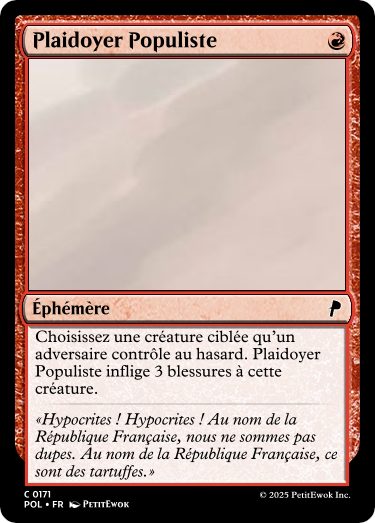 Plaidoyer Populiste
Éphémère
Choisissez une créature ciblée qu'un
adversaire contrôle au hasard. Plaidoyer
Populiste inflige 3 blessures à cette
créature.
«Hypocrites ! Hypocrites ! Au nom de la
République Française, nous ne sommes pas
dupes. Au nom de la République Française, ce
sont des tartuffes.»
C 0171
POL • FR PetitEwok
© 2025 PetitEwok Inc.